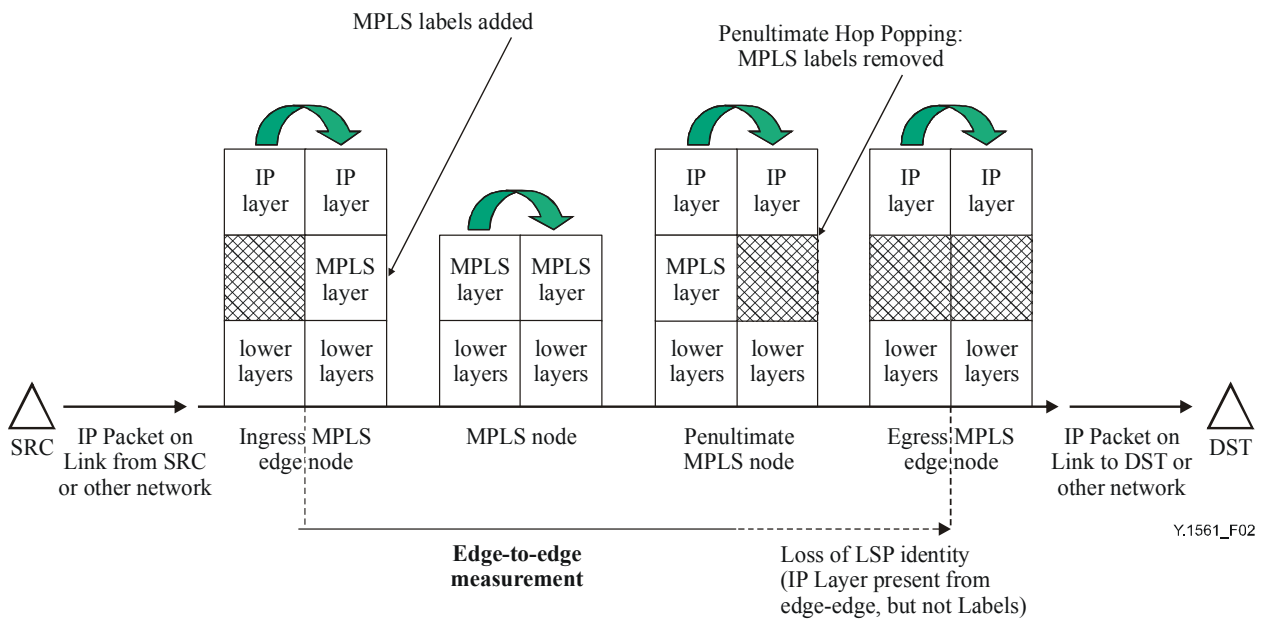 MPLS labels added
Penultimate Hop Popping:
MPLS labels removed
IP
layer
IP
layer
MPLS
layer
lower
layers
lower
layers
MPLS
layer
MPLS
layer
lower
layers
lower
layers
IP
layer
IP
layer
MPLS
layer
lower
layers
lower
layers
IP
layer
IP
layer
lower
layers
lower
layers
SRC
IP Packet on
Link from SRC
or other network
Ingress MPLS
edge node
MPLS node
Penultimate
MPLS node
Egress MPLS
edge node
IP Packet on
Link to DST or
other network
DST
Edge-to-edge
measurement
Loss of LSP identity
(IP Layer present from
edge-edge, but not Labels)
Y.1561_F02